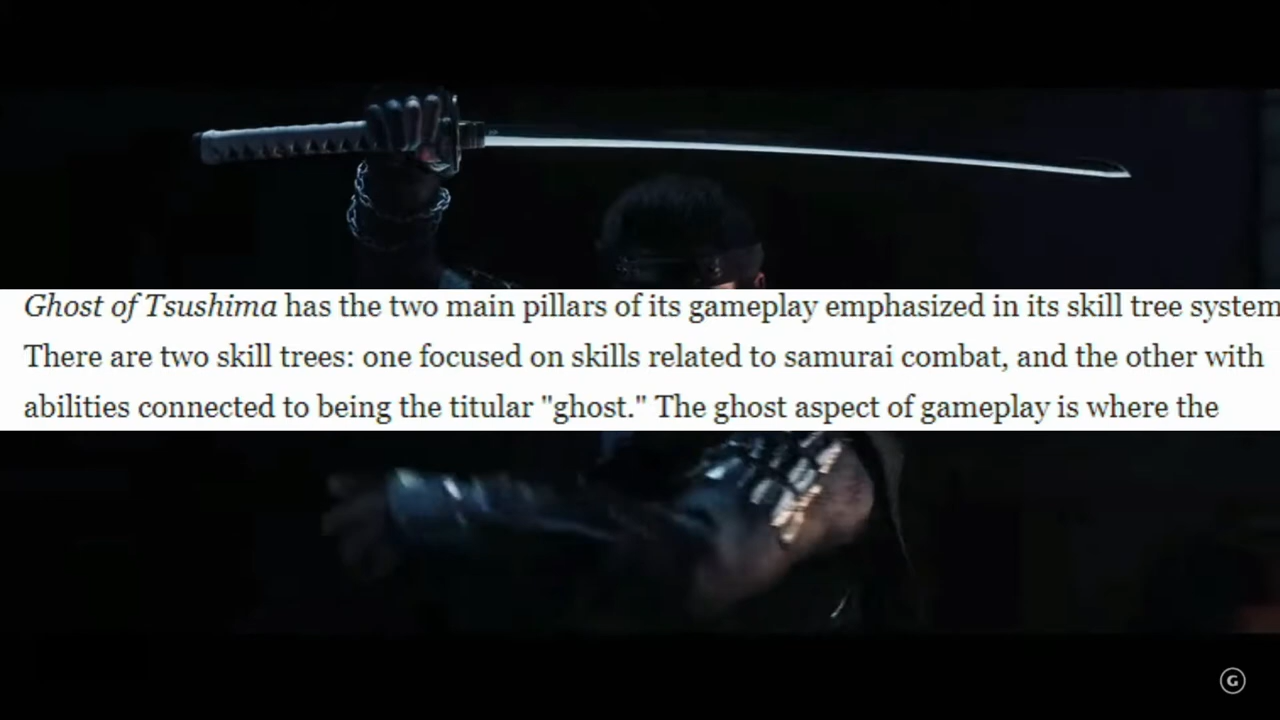 Ghost of Tsushima has the two main pillars of its gameplay emphasized in its skill tree system
There are two skill trees: one focused on skills related to samurai combat, and the other with
abilities connected to being the titular "ghost." The ghost aspect of gameplay is where the
G